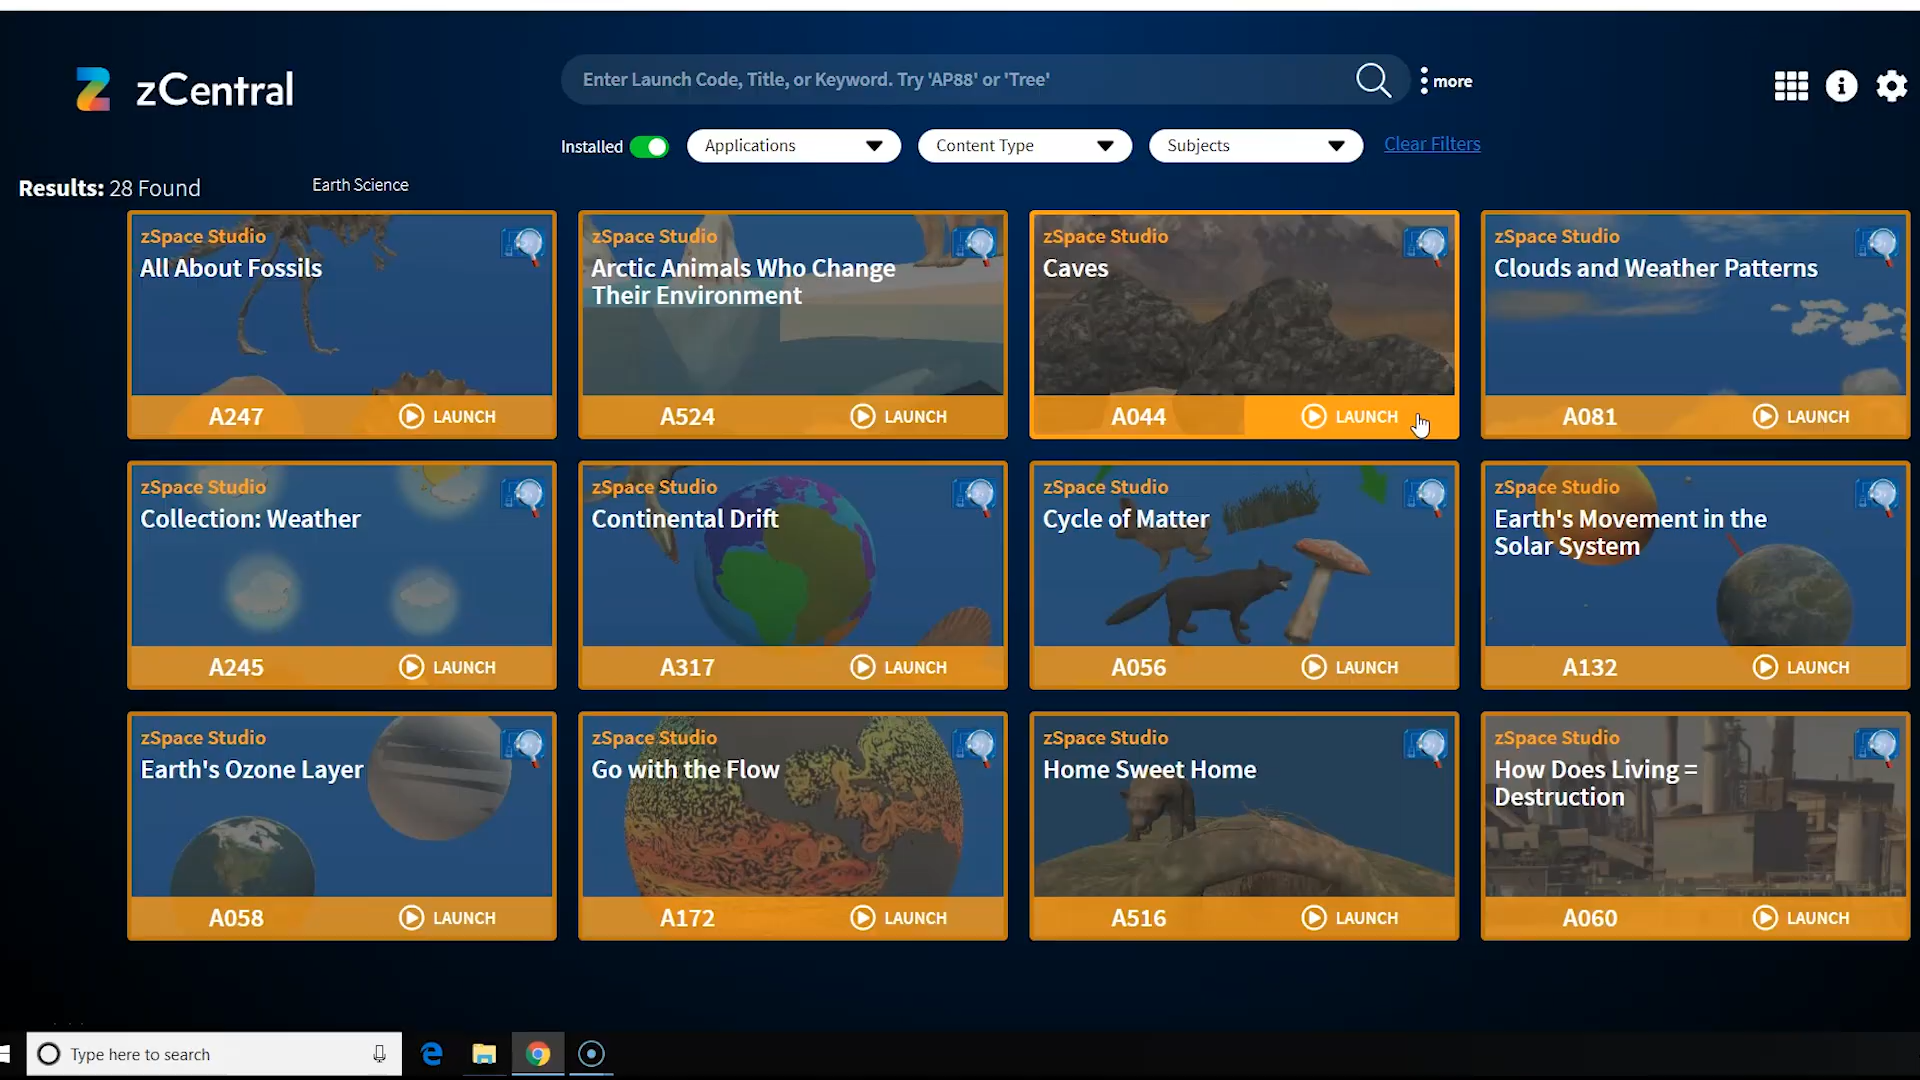 zCentral
Enter Launch Code, Title, or Keyword. Try 'AP88' or 'Tree'
more
Installed
Applications
Content Type
Subjects
Clear Filters
Results: 28 Found
Earth Science
zSpace Studio
All About Fossils
A247
LAUNCH
zSpace Studio
Arctic Animals Who Change
Their Environment
A524
LAUNCH
zSpace Studio
Caves
A044
LAUNCH
zSpace Studio
Clouds and Weather Patterns
A081
LAUNCH
zSpace Studio
Collection: Weather
A245
LAUNCH
zSpace Studio
Continental Drift
A317
LAUNCH
zSpace Studio
Cycle of Matter
A056
LAUNCH
zSpace Studio
Earth's Movement in the
Solar System
A132
LAUNCH
zSpace Studio
Earth's Ozone Layer
A058
LAUNCH
zSpace Studio
Go with the Flow
A172
LAUNCH
zSpace Studio
Home Sweet Home
A516
LAUNCH
zSpace Studio
How Does Living =
Destruction
A060
LAUNCH
Type here to search